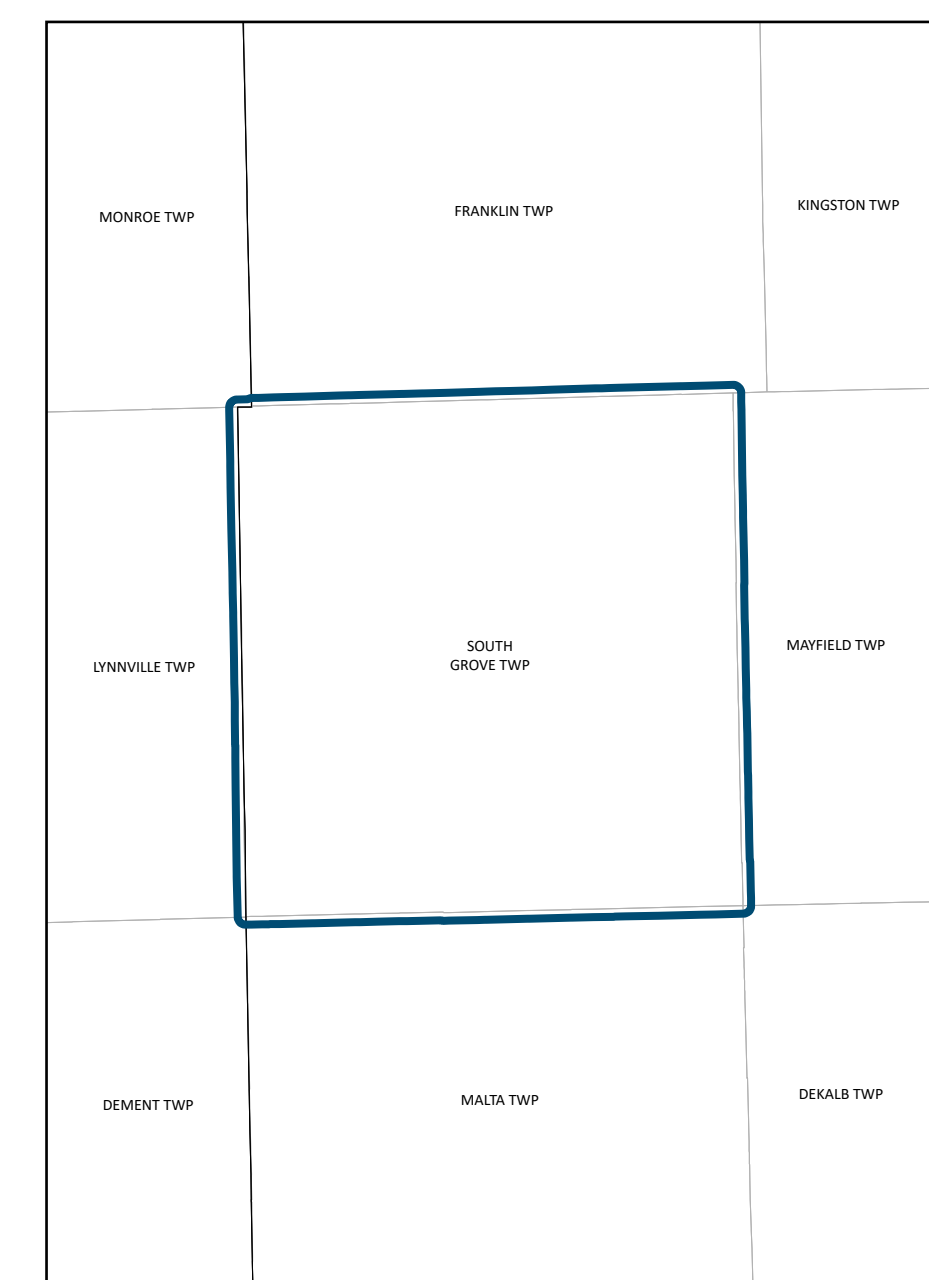 MONROE TWP
FRANKLIN TWP
KINGSTON TWP
LYNNVILLE TWP
SOUTH
GROVE TWP
MAYFIELD TWP
DEMENT TWP
MALTA TWP
DEKALB TWP